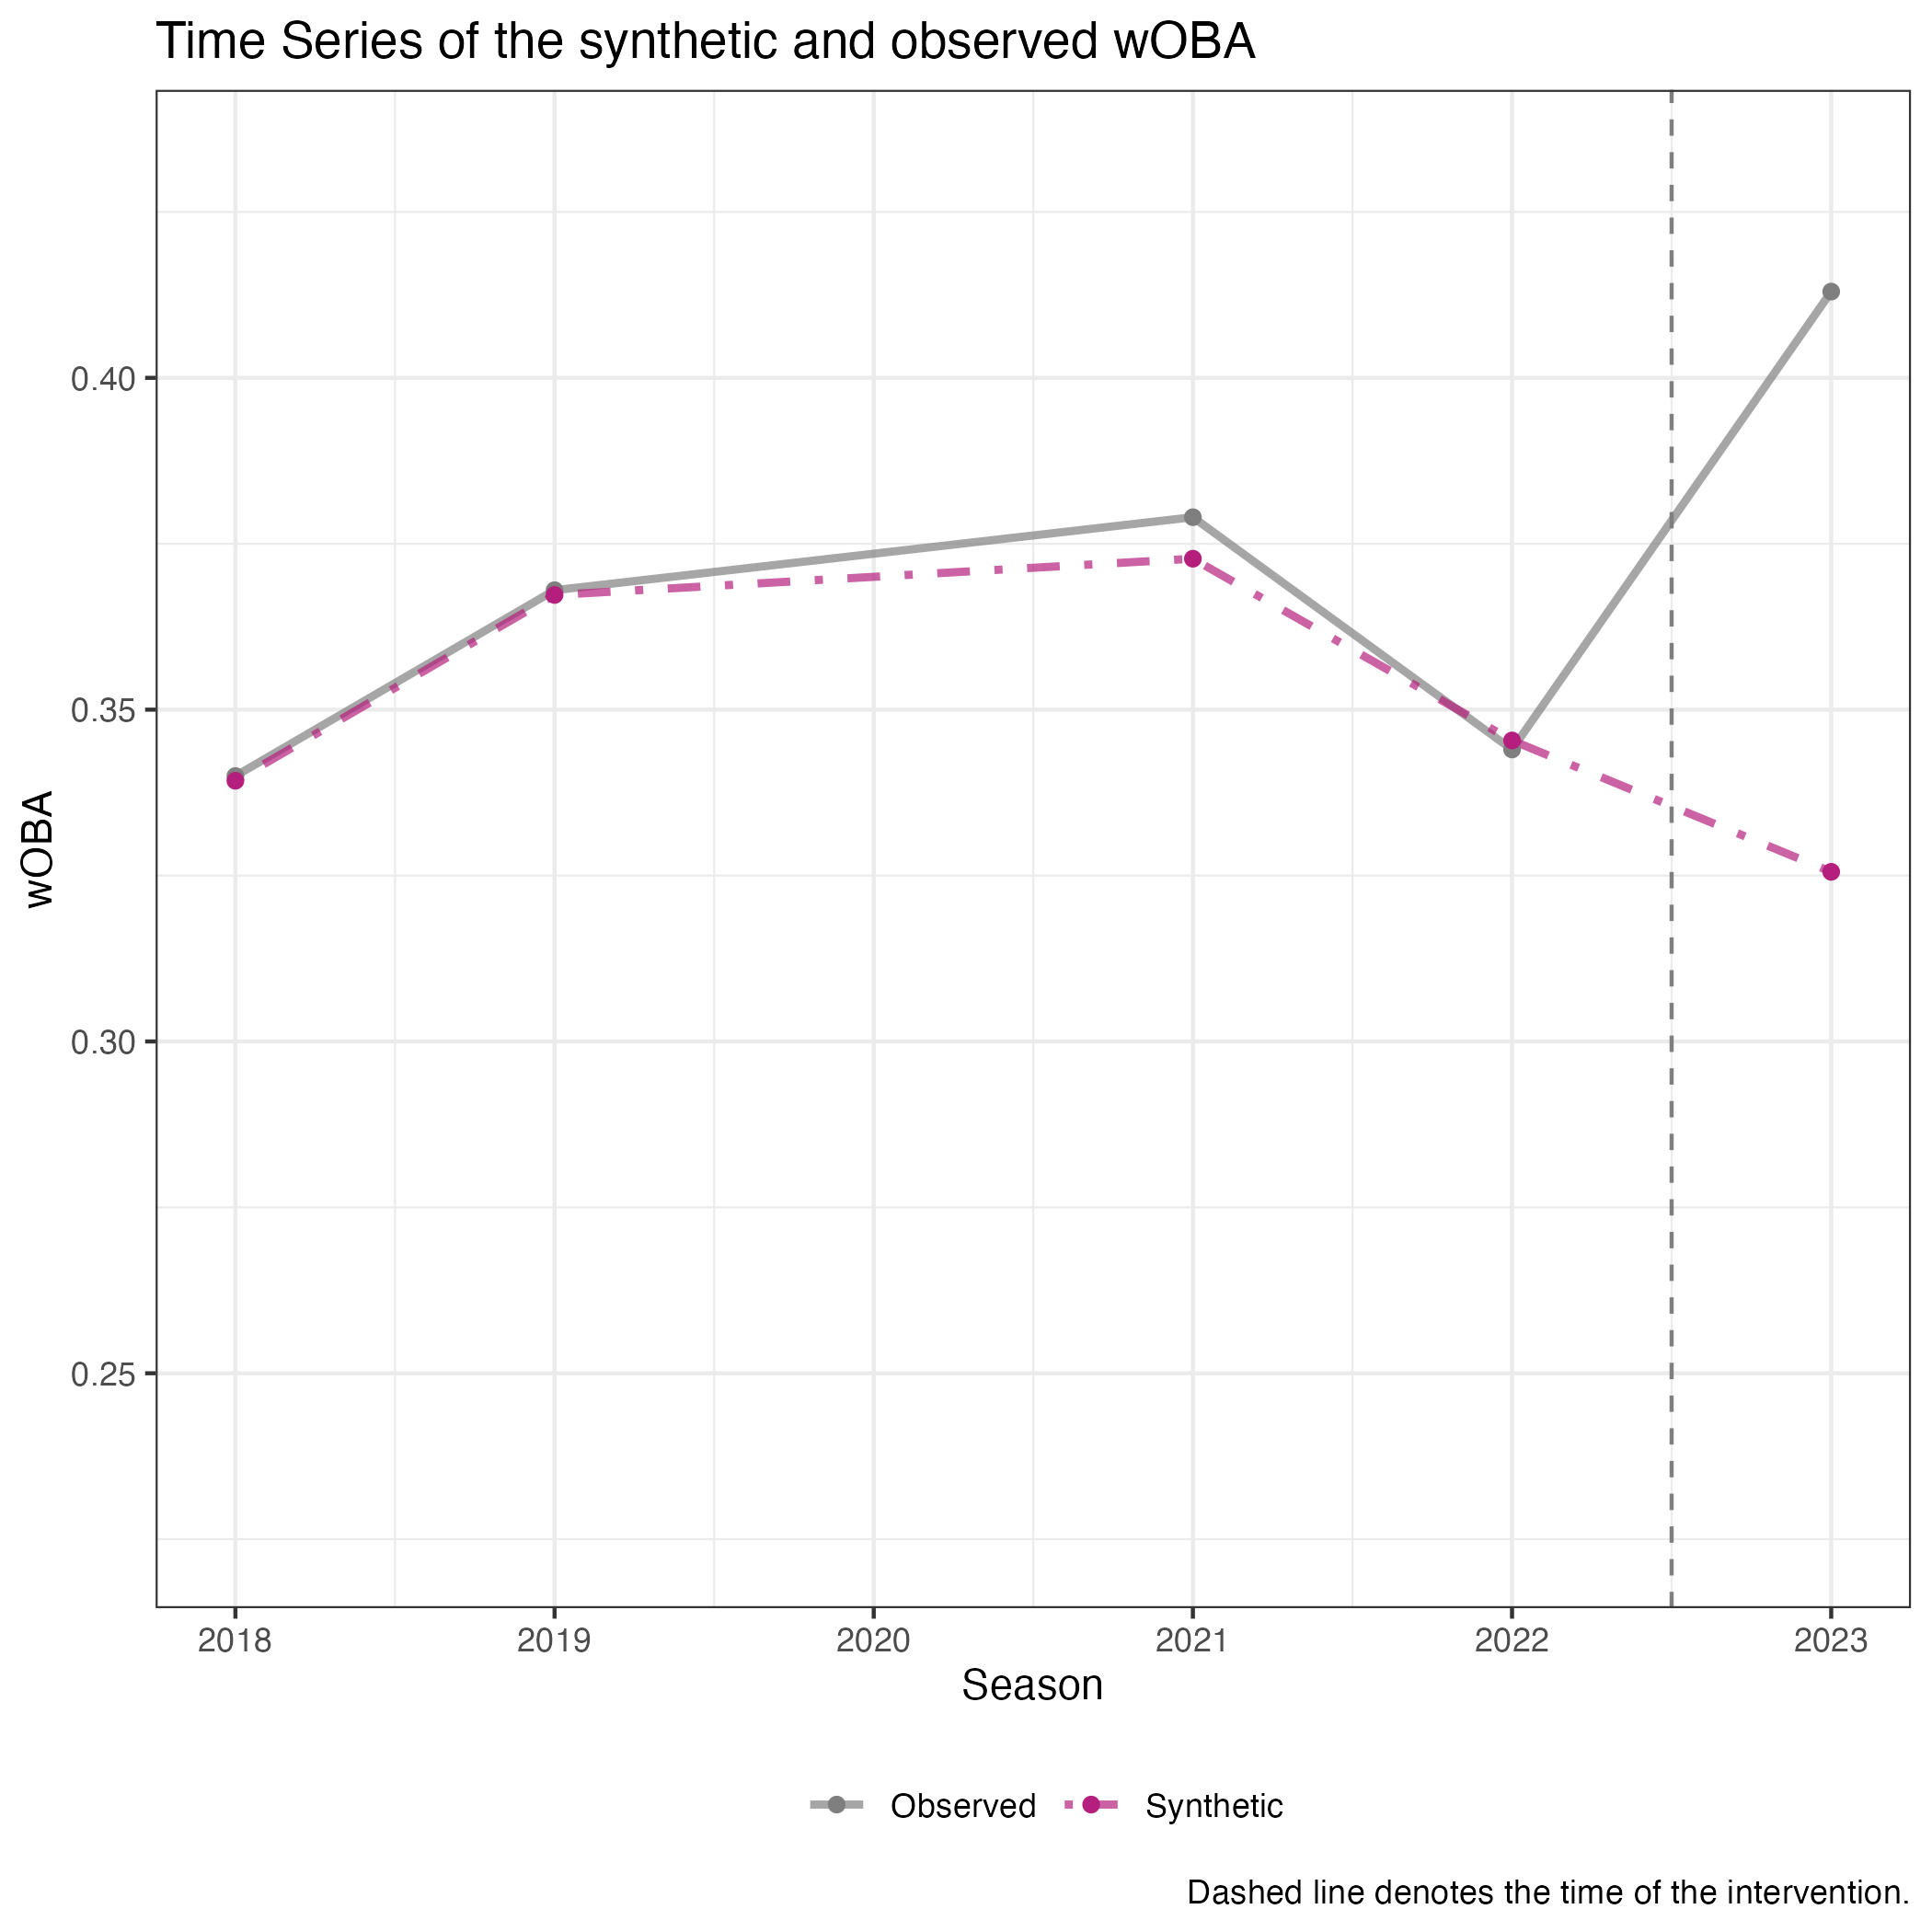 Time Series of the synthetic and observed wOBA
wOBA
0.40
0.35
0.30
0.25
2018 2019 2020 2021 2022 2023
Season
Observed Synthetic
Dashed line denotes the time of the intervention.